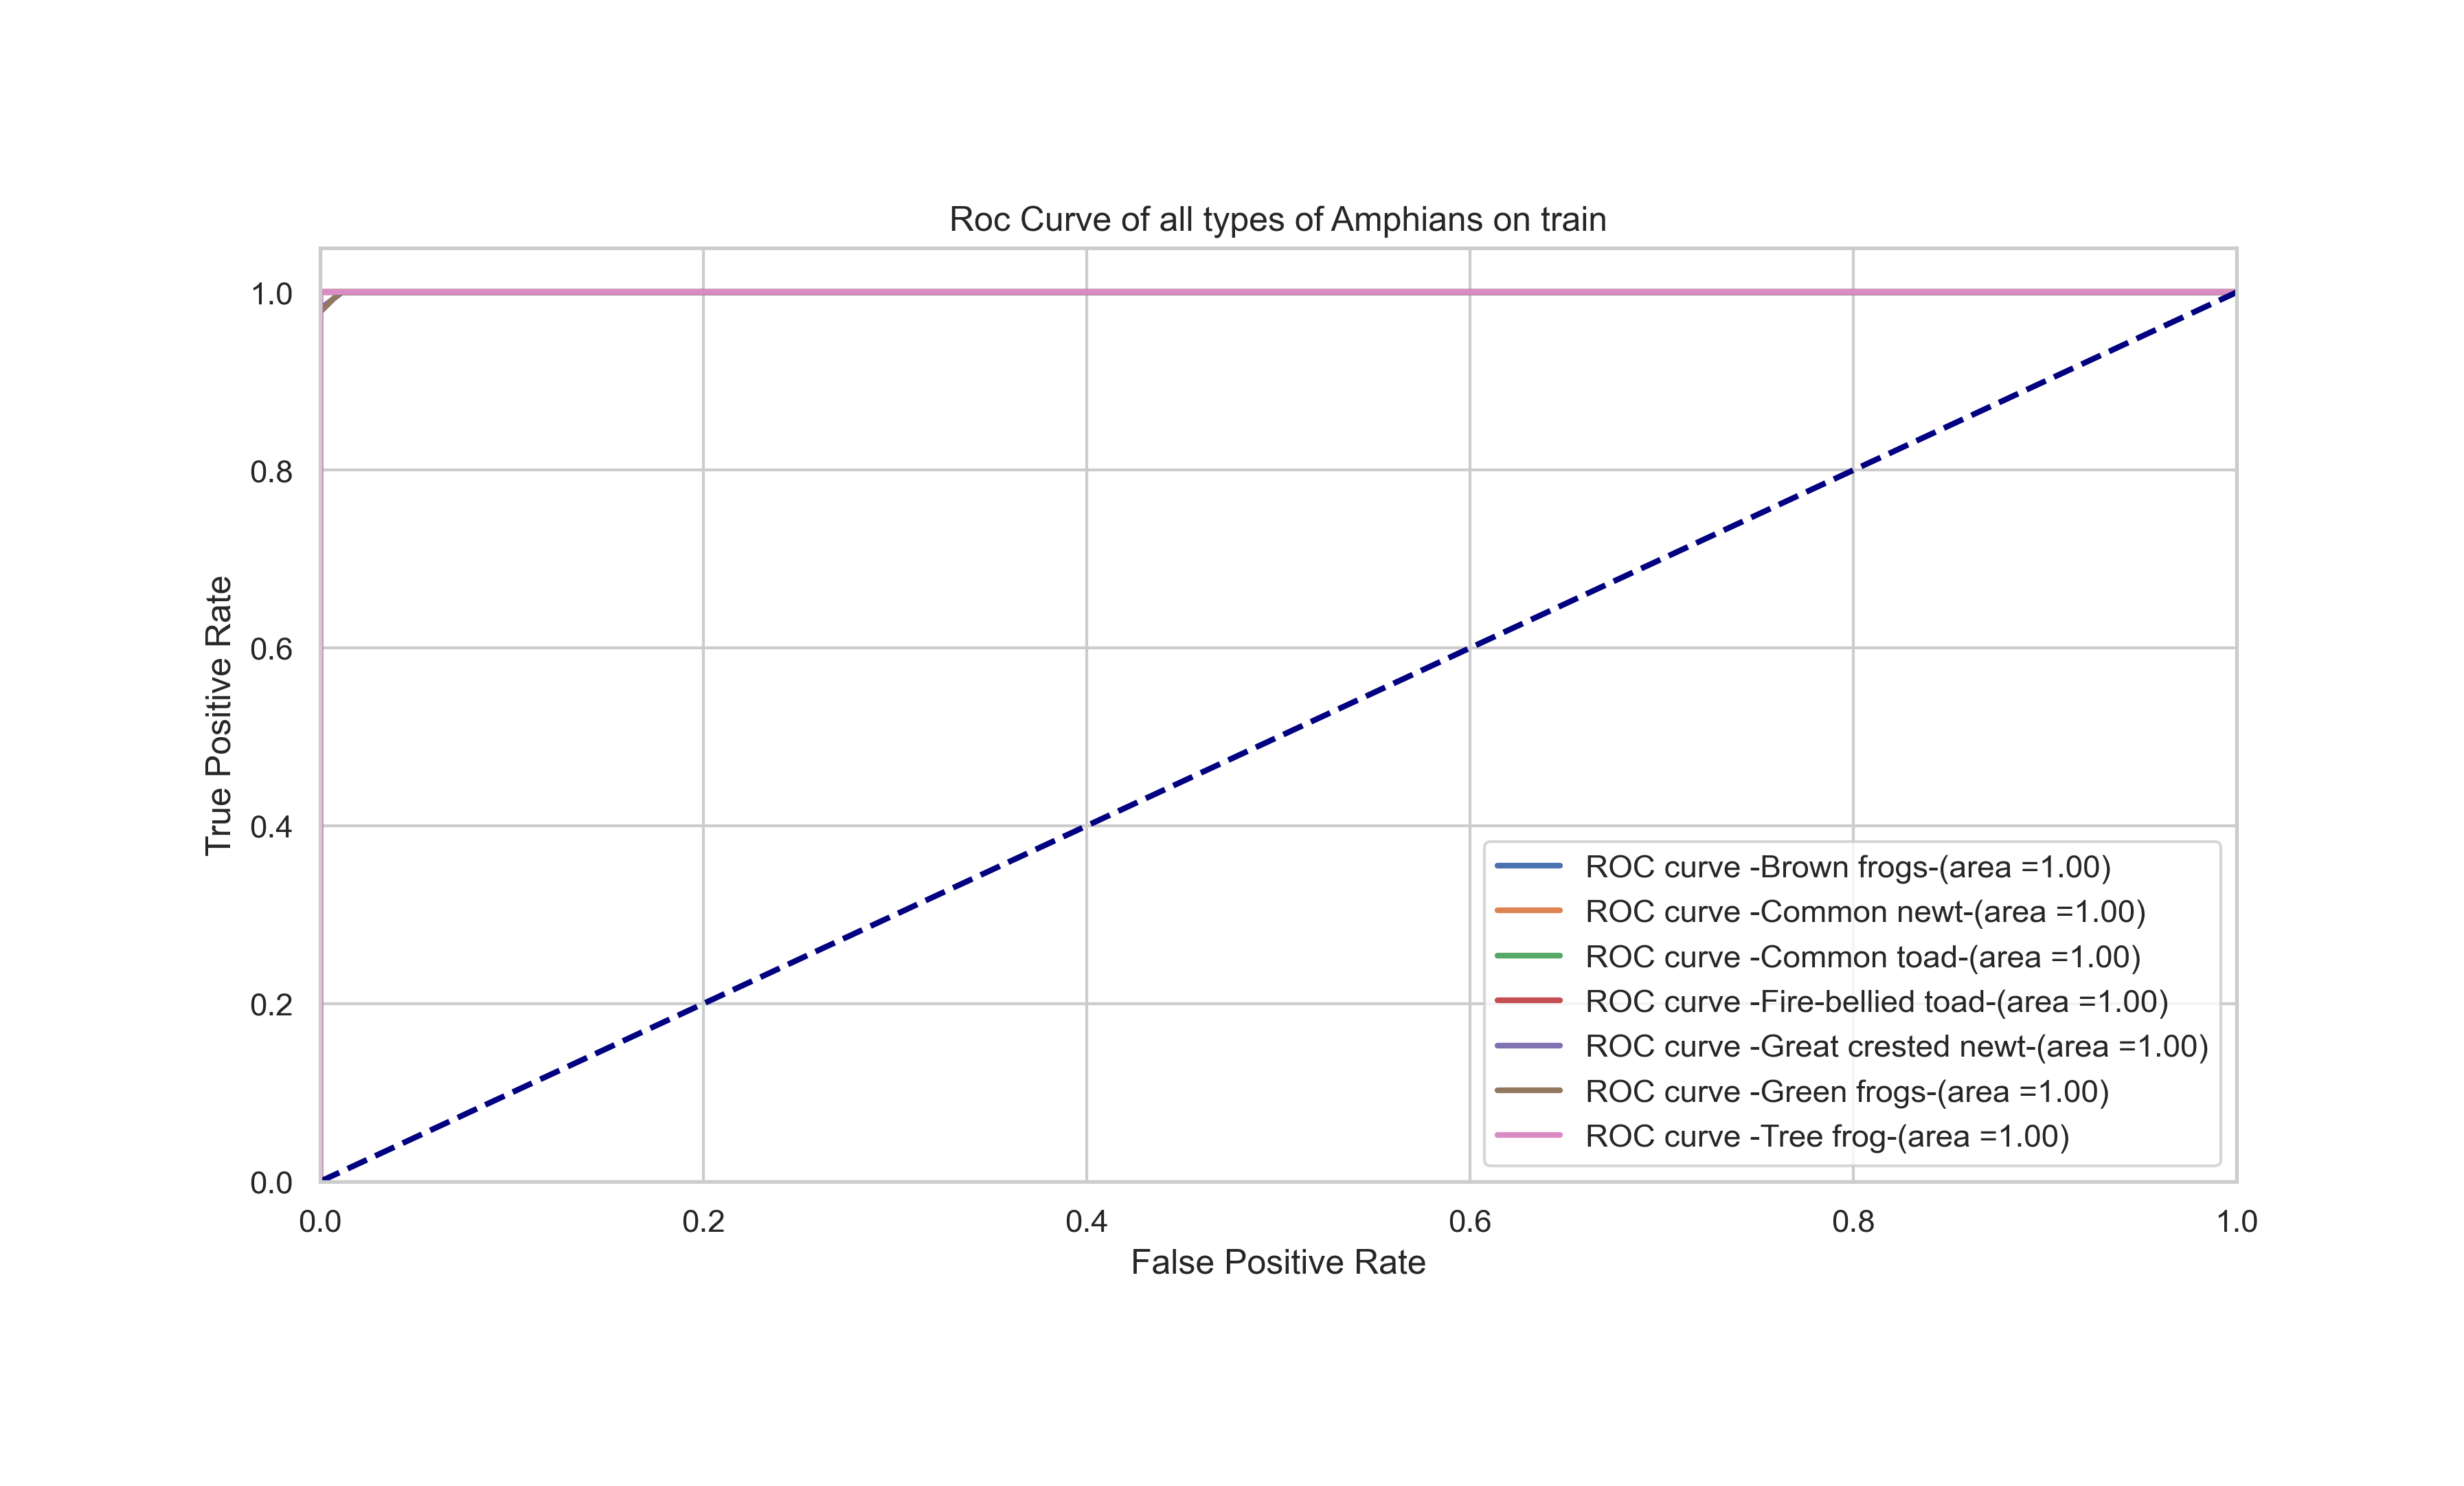 Roc Curve of all types of Amphians on train
True Positive Rate
1.0
0.8
0.6
0.4
0.2
0.0
ROC curve -Brown frogs-(area =1.00)
ROC curve -Common newt-(area =1.00)
ROC curve -Common toad-(area =1.00)
ROC curve -Fire-bellied toad-(area =1.00)
ROC curve -Great crested newt-(area =1.00)
ROC curve -Green frogs-(area =1.00)
ROC curve -Tree frog-(area =1.00)
0.0 0.2 0.4 0.6 0.8 1.0
False Positive Rate